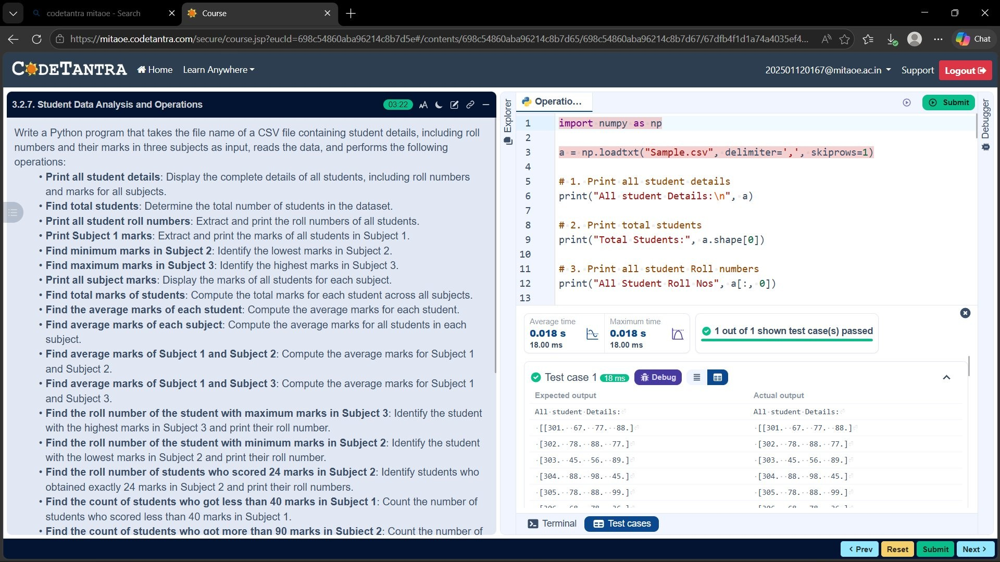 codetantra mitaoe - Search
Course
https://mitaoe.codetantra.com/secure/course.jsp?eucId=698c54860aba96214c8b7d5e#/contents/698c54860aba96214c8b7d65/698c54860aba96214c8b7d67/67dfb4f1d1a74a4035ef4...
Chat
CODETANTRA
Home
Learn Anywhere
202501120167@mitaoe.ac.in
Support
Logout
3.2.7. Student Data Analysis and Operations
03:22
AA
Write a Python program that takes the file name of a CSV file containing student details, including roll
numbers and their marks in three subjects as input, reads the data, and performs the following
operations:
• Print all student details: Display the complete details of all students, including roll numbers
and marks for all subjects.
• Find total students: Determine the total number of students in the dataset.
• Print all student roll numbers: Extract and print the roll numbers of all students.
• Print Subject 1 marks: Extract and print the marks of all students in Subject 1.
• Find minimum marks in Subject 2: Identify the lowest marks in Subject 2.
• Find maximum marks in Subject 3: Identify the highest marks in Subject 3.
• Print all subject marks: Display the marks of all students for each subject.
• Find total marks of students: Compute the total marks for each student across all subjects.
• Find the average marks of each student: Compute the average marks for each student.
• Find average marks of each subject: Compute the average marks for all students in each
subject.
• Find average marks of Subject 1 and Subject 2: Compute the average marks for Subject 1
and Subject 2.
• Find average marks of Subject 1 and Subject 3: Compute the average marks for Subject 1
and Subject 3.
• Find the roll number of the student with maximum marks in Subject 3: Identify the student
with the highest marks in Subject 3 and print their roll number.
• Find the roll number of the student with minimum marks in Subject 2: Identify the student
with the lowest marks in Subject 2 and print their roll number.
• Find the roll number of students who scored 24 marks in Subject 2: Identify students who
obtained exactly 24 marks in Subject 2 and print their roll numbers.
• Find the count of students who got less than 40 marks in Subject 1: Count the number of
students who scored less than 40 marks in Subject 1.
• Find the count of students who got more than 90 marks in Subject 2: Count the number of
Explorer
Operatio...
Submit
Debugger
1 import numpy as np
2
3 a = np.loadtxt("Sample.csv", delimiter=',', skiprows=1)
4
5 # 1. Print all student details
6 print("All student Details:\n", a)
7
8 # 2. Print total students
9 print("Total Students:", a.shape[0])
10
11 # 3. Print all student Roll numbers
12 print("All Student Roll Nos", a[:, 0])
13
Average time
0.018 s
18.00 ms
Maximum time
0.018 s
18.00 ms
1 out of 1 shown test case(s) passed
Test case 1
18 ms
Debug
Expected output
Actual output
All·student·Details:
All·student·Details:
·[[301.··67.··77.··88.]
·[[301.··67.··77.··88.]
·[302.··78.··88.··77.]
·[302.··78.··88.··77.]
·[303.··45.··56.··89.]
·[303.··45.··56.··89.]
·[304.··88.··98.··45.]
·[304.··88.··98.··45.]
·[305.··78.··88.··99.]
·[305.··78.··88.··99.]
Terminal
Test cases
Prev
Reset
Submit
Next